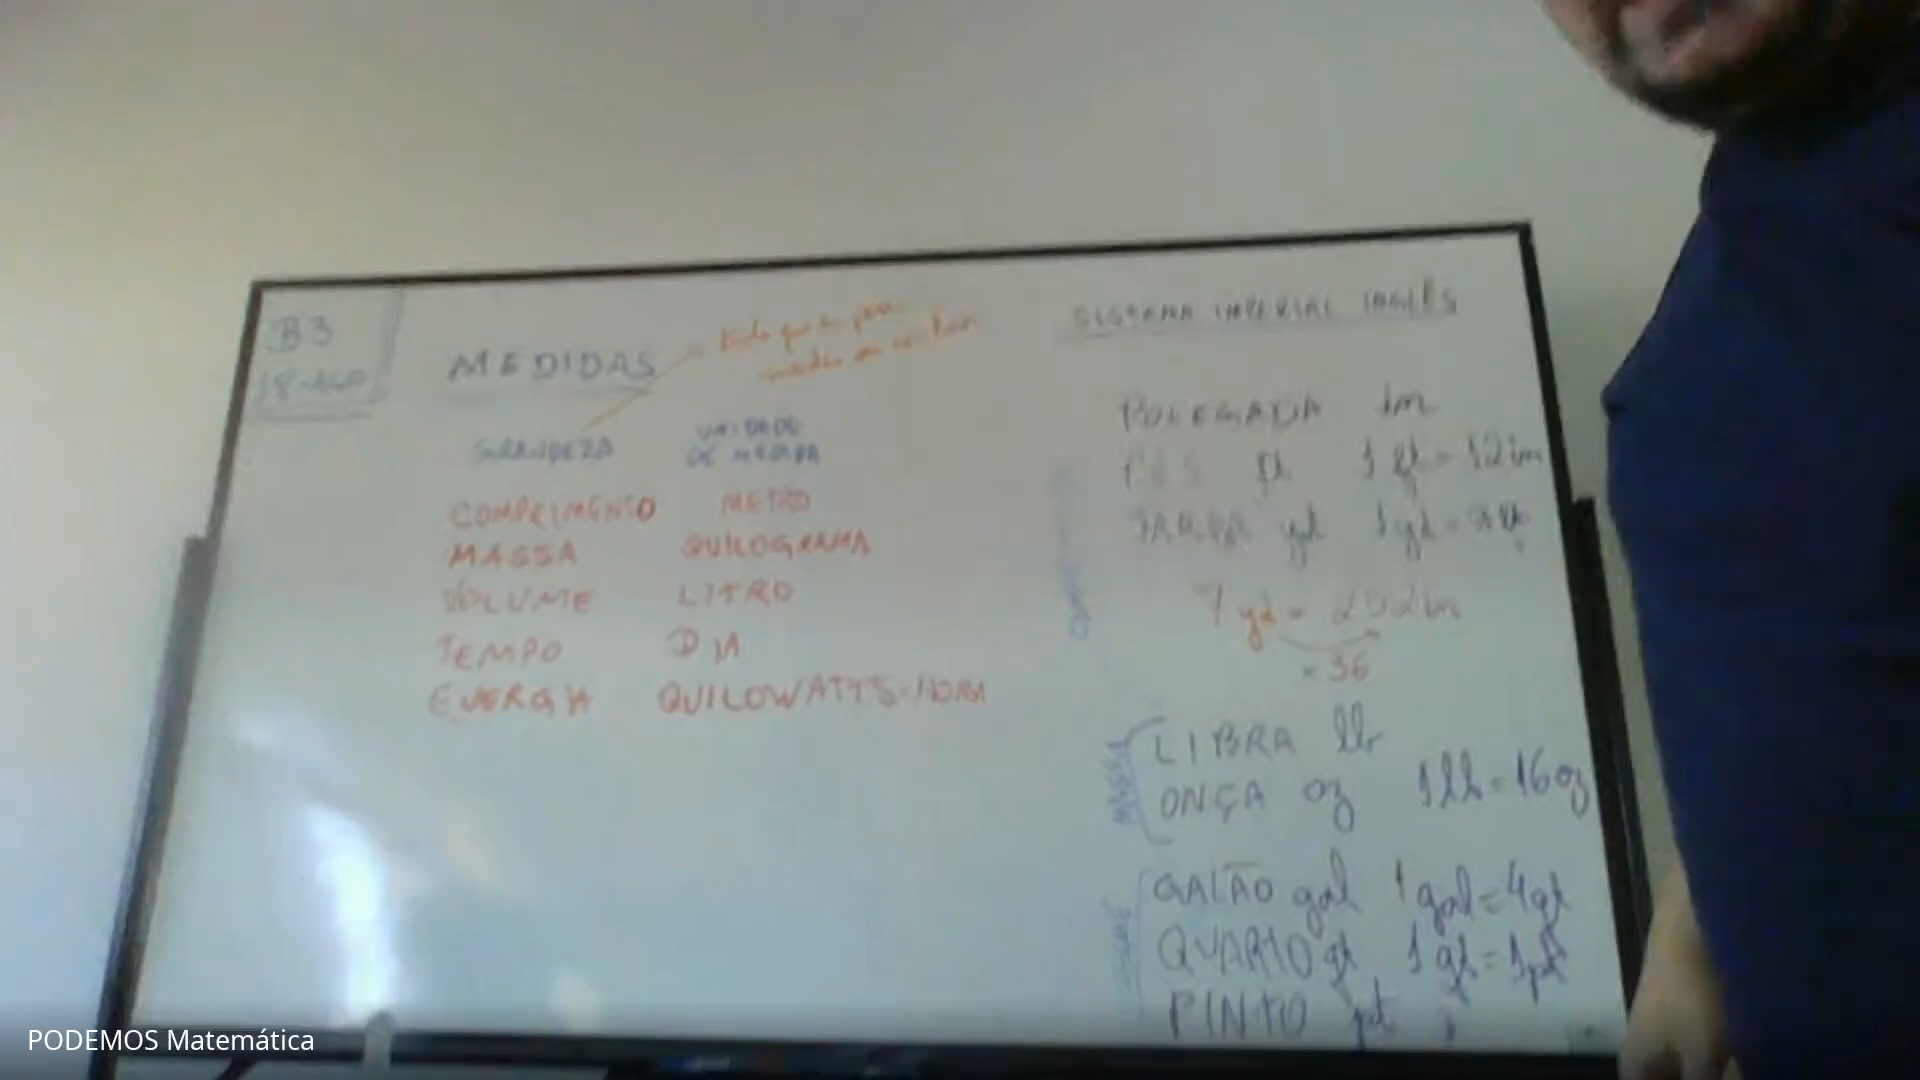 B3
MEDIDAS
GRANDEZA UNIDADE
DE MEDIDA
COMPRIMENTO METRO
MASSA QUILOGRAMA
VOLUME LITRO
TEMPO DIA
ENERGIA QUILOWATTS-HORA
SISTEMA IMPERIAL INGLÊS
POLEGADA in
PÉS ft 1 ft = 12 in
JARDA yd 1 yd = 3 ft
7 yd = 252 in
× 36
MASSA
LIBRA lb
ONÇA oz 1 lb = 16 oz
GALÃO gal 1 gal = 4 qt
QUARTO qt 1 qt = 1 pt
PINTO pt
PODEMOS Matemática